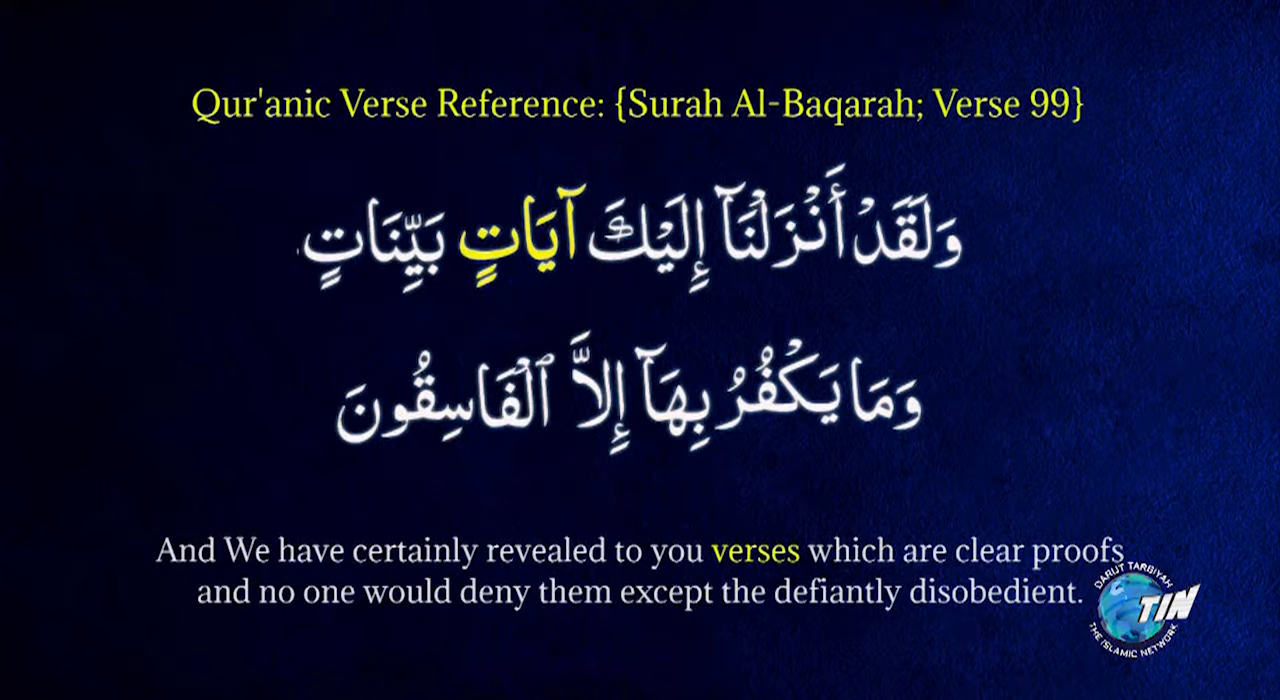 Qur'anic Verse Reference: {Surah Al-Baqarah; Verse 99}
وَلَقَدْ أَنْزَلْنَآ إِلَيْكَ آيَاتٍ بَيِّنَاتٍ
وَمَا يَكْفُرُ بِهَآ إِلاَّ ٱلْفَاسِقُونَ
And We have certainly revealed to you verses which are clear proofs,
and no one would deny them except the defiantly disobedient.
DARUT TARBIYAH
TIN
THE ISLAMIC NETWORK